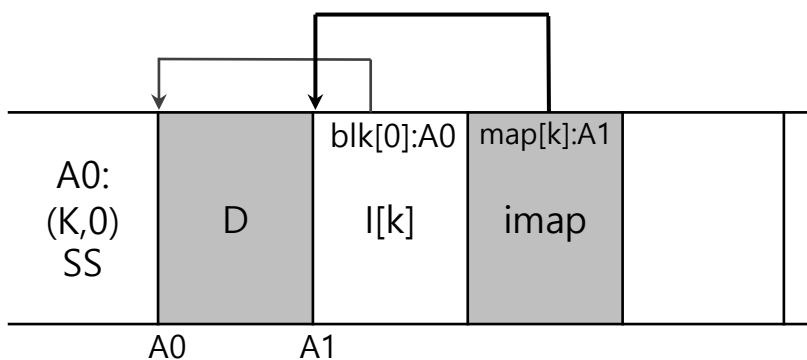 blk[0]:A0
map[k]:A1
A0:
(K,0)
SS
D
I[k]
imap
A0
A1